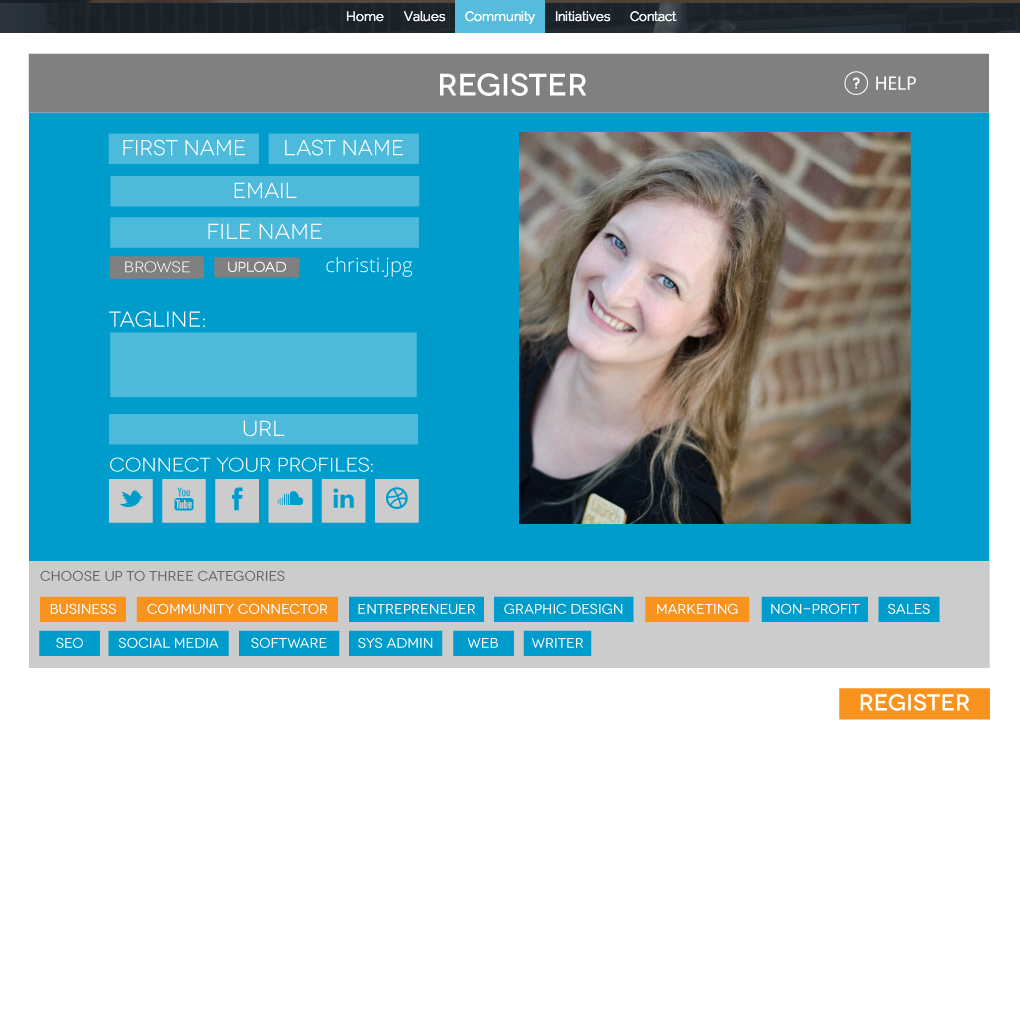 Home Values Community Initiatives Contact
REGISTER
? HELP
FIRST NAME LAST NAME
EMAIL
FILE NAME
BROWSE UPLOAD christi.jpg
TAGLINE:
URL
CONNECT YOUR PROFILES:
You
Tube
CHOOSE UP TO THREE CATEGORIES
BUSINESS COMMUNITY CONNECTOR ENTREPRENEUER GRAPHIC DESIGN MARKETING NON-PROFIT SALES
SEO SOCIAL MEDIA SOFTWARE SYS ADMIN WEB WRITER
REGISTER